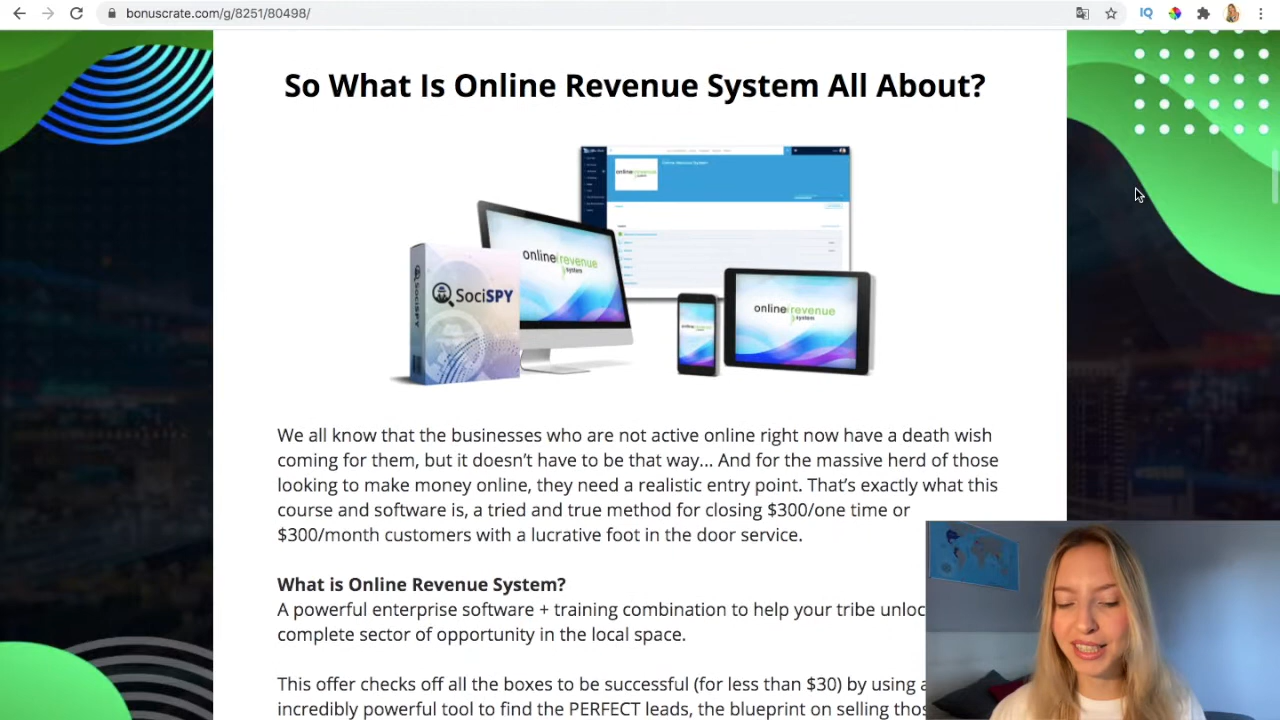 bonuscrate.com/g/8251/80498/
So What Is Online Revenue System All About?
onlinerevenue
system
SociSPY
SOCISPY
onlinerevenue
system
onlinerevenue
system
onlinerevenue
system
We all know that the businesses who are not active online right now have a death wish
coming for them, but it doesn’t have to be that way... And for the massive herd of those
looking to make money online, they need a realistic entry point. That’s exactly what this
course and software is, a tried and true method for closing $300/one time or
$300/month customers with a lucrative foot in the door service.
What is Online Revenue System?
A powerful enterprise software + training combination to help your tribe unloc
complete sector of opportunity in the local space.
This offer checks off all the boxes to be successful (for less than $30) by using
incredibly powerful tool to find the PERFECT leads, the blueprint on selling